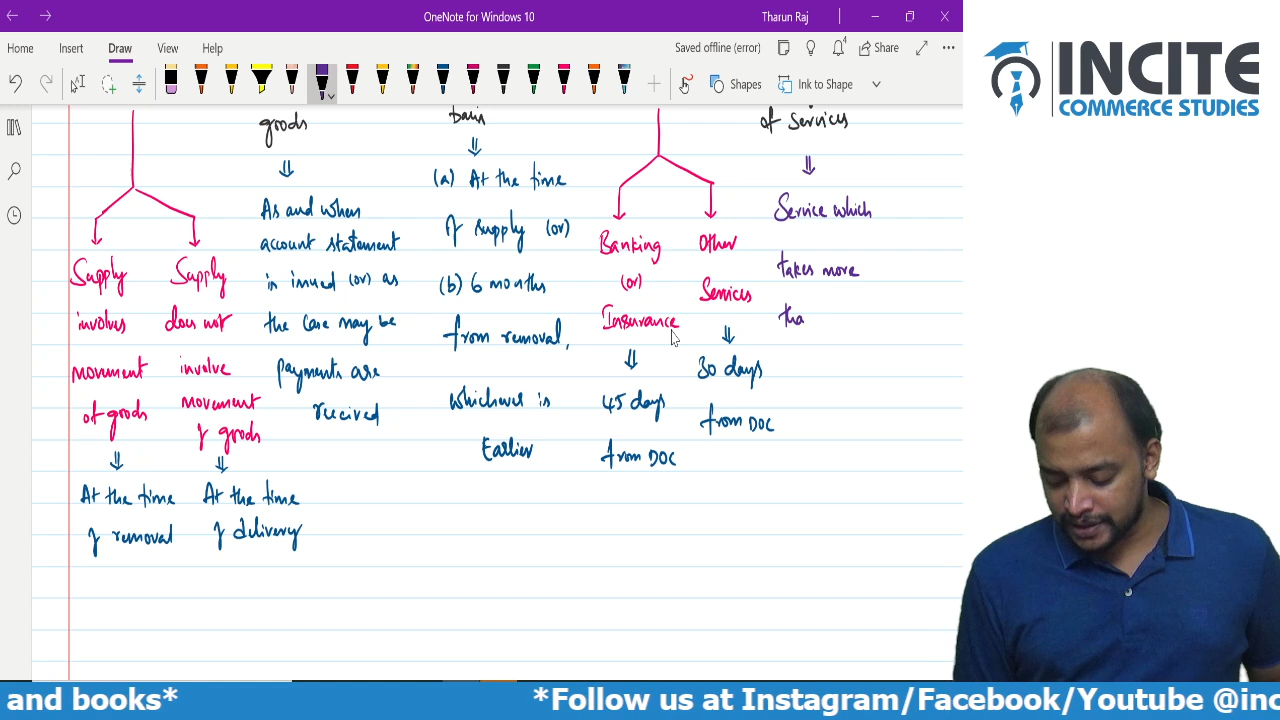 OneNote for Windows 10
Tharun Raj
Home Insert Draw View Help
Saved offline (error)
4
Share
Shapes
Ink to Shape
INCITE
COMMERCE STUDIES
goods
basis
of services
As and when
account statement
is issued (or) as
the case may be
payments are
received
(a) At the time
of supply (or)
(b) 6 months
from removal,
whichever is
Earlier
Supply
involves
movement
of goods
At the time
of removal
Supply
does not
involve
movement
of goods
At the time
of delivery
Banking
(or)
Insurance
45 days
from DOC
Other
Services
30 days
from DOC
Service which
takes more
tha
and books* *Follow us at Instagram/Facebook/Youtube @inc